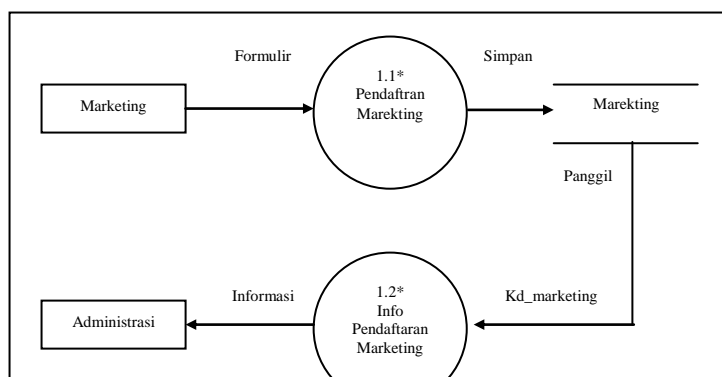 Formulir
Simpan
1.1*
Pendaftran
Marekting
Marketing
Marekting
Panggil
Informasi
1.2*
Info
Pendaftaran
Marketing
Kd_marketing
Administrasi